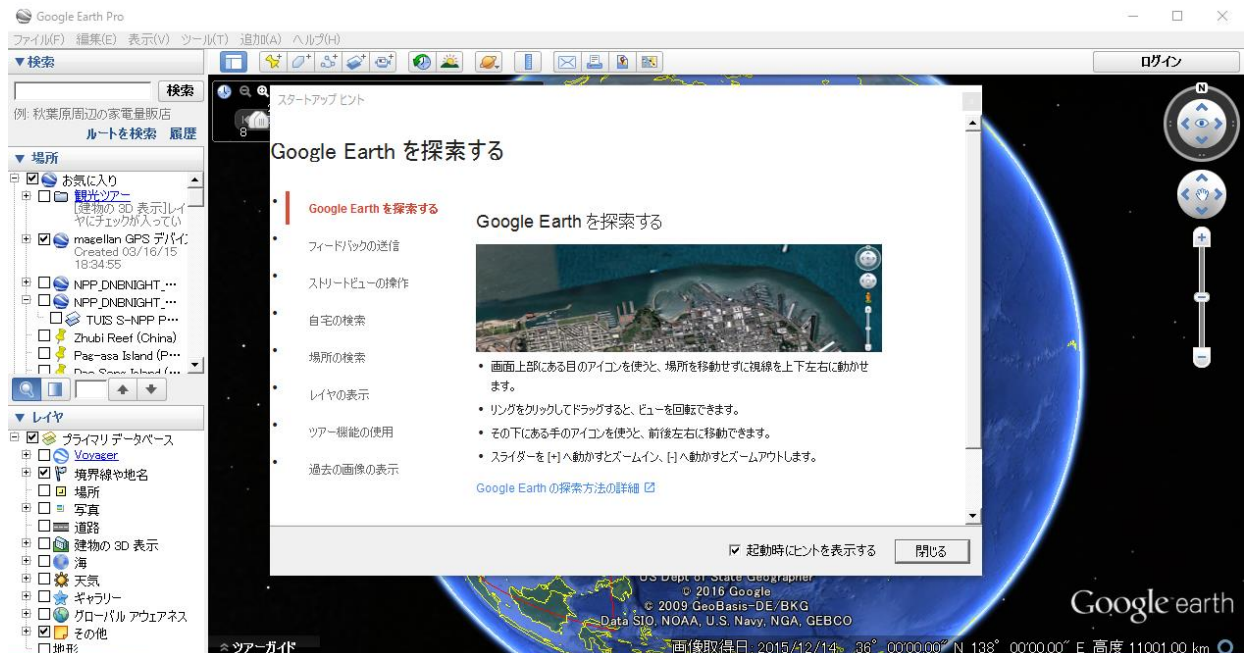 Google Earth Pro
ファイル(F) 編集(E) 表示(V) ツール(T) 追加(A) ヘルプ(H)
▼検索
ログイン
検索
例: 秋葉原周辺の家電量販店
ルートを検索 履歴
8
▼ 場所
お気に入り
観光ツアー
[建物の 3D 表示]レイ
ヤにチェックが入ってい
magellan GPS デバイ
Created 03/16/15
18:34:55
NPP_DNBNIGHT_…
NPP_DNBNIGHT_…
TUIS S-NPP P…
Zhubi Reef (China)
Pag-asa Island (P…
▼ レイヤ
プライマリ データベース
Voyager
境界線や地名
場所
写真
道路
建物の 3D 表示
海
天気
ギャラリー
グローバル アウェアネス
その他
地形
スタートアップ ヒント
Google Earth を探索する
• Google Earth を探索する
• フィードバックの送信
• ストリートビューの操作
• 自宅の検索
• 場所の検索
• レイヤの表示
• ツアー機能の使用
• 過去の画像の表示
Google Earth を探索する
• 画面上部にある目のアイコンを使うと、場所を移動せずに視線を上下左右に動かせ
ます。
• リングをクリックしてドラッグすると、ビューを回転できます。
• その下にある手のアイコンを使うと、前後左右に移動できます。
• スライダーを [+] へ動かすとズームイン、[-] へ動かすとズームアウトします。
Google Earth の探索方法の詳細
起動時にヒントを表示する
閉じる
N
US Dept of State Geographer
© 2016 Google
© 2009 GeoBasis-DE/BKG
Data SIO, NOAA, U.S. Navy, NGA, GEBCO
Google earth
ツアーガイド
画像取得日: 2015/12/14 36° 00'00.00" N 138° 00'00.00" E 高度 11001.00 km